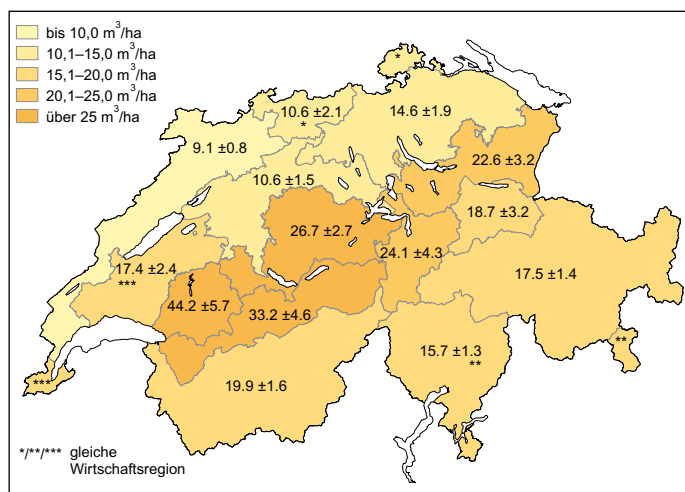 bis 10,0 m³/ha
10,1–15,0 m³/ha
15,1–20,0 m³/ha
20,1–25,0 m³/ha
über 25 m³/ha
*
10.6 ±2.1
*
14.6 ±1.9
9.1 ±0.8
22.6 ±3.2
10.6 ±1.5
18.7 ±3.2
26.7 ±2.7
24.1 ±4.3
17.4 ±2.4
***
17.5 ±1.4
44.2 ±5.7
33.2 ±4.6
**
15.7 ±1.3
**
***
19.9 ±1.6
*/**/*** gleiche
Wirtschaftsregion